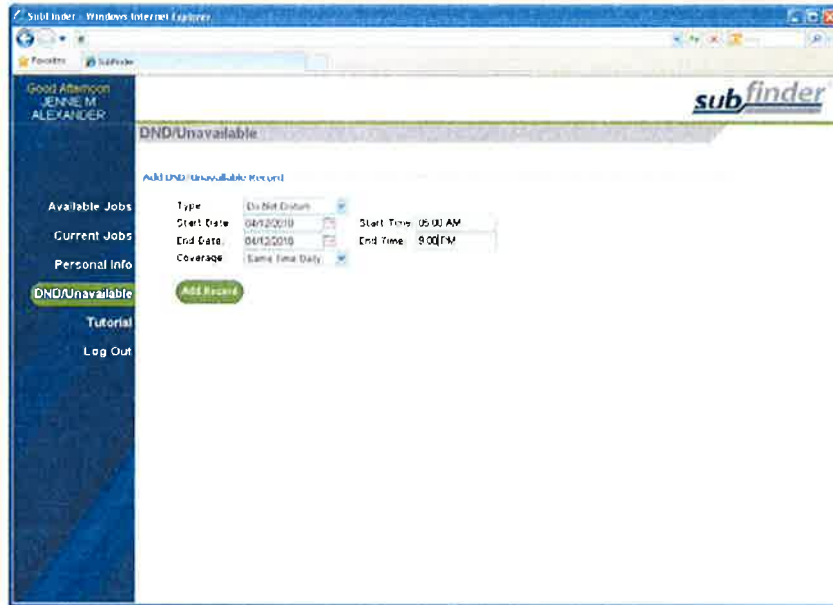 SubFinder - Windows Internet Explorer
Favorites SubFinder
Good Afternoon
JENNIE M
ALEXANDER
subfinder
DND/Unavailable
Add DND/Unavailable Record
Available Jobs
Current Jobs
Personal Info
DND/Unavailable
Tutorial
Log Out
Type Do Not Disturb
Start Date 04/12/2010 Start Time 05:00 AM
End Date 04/12/2010 End Time 9:00 PM
Coverage Same Time Daily
Add Record